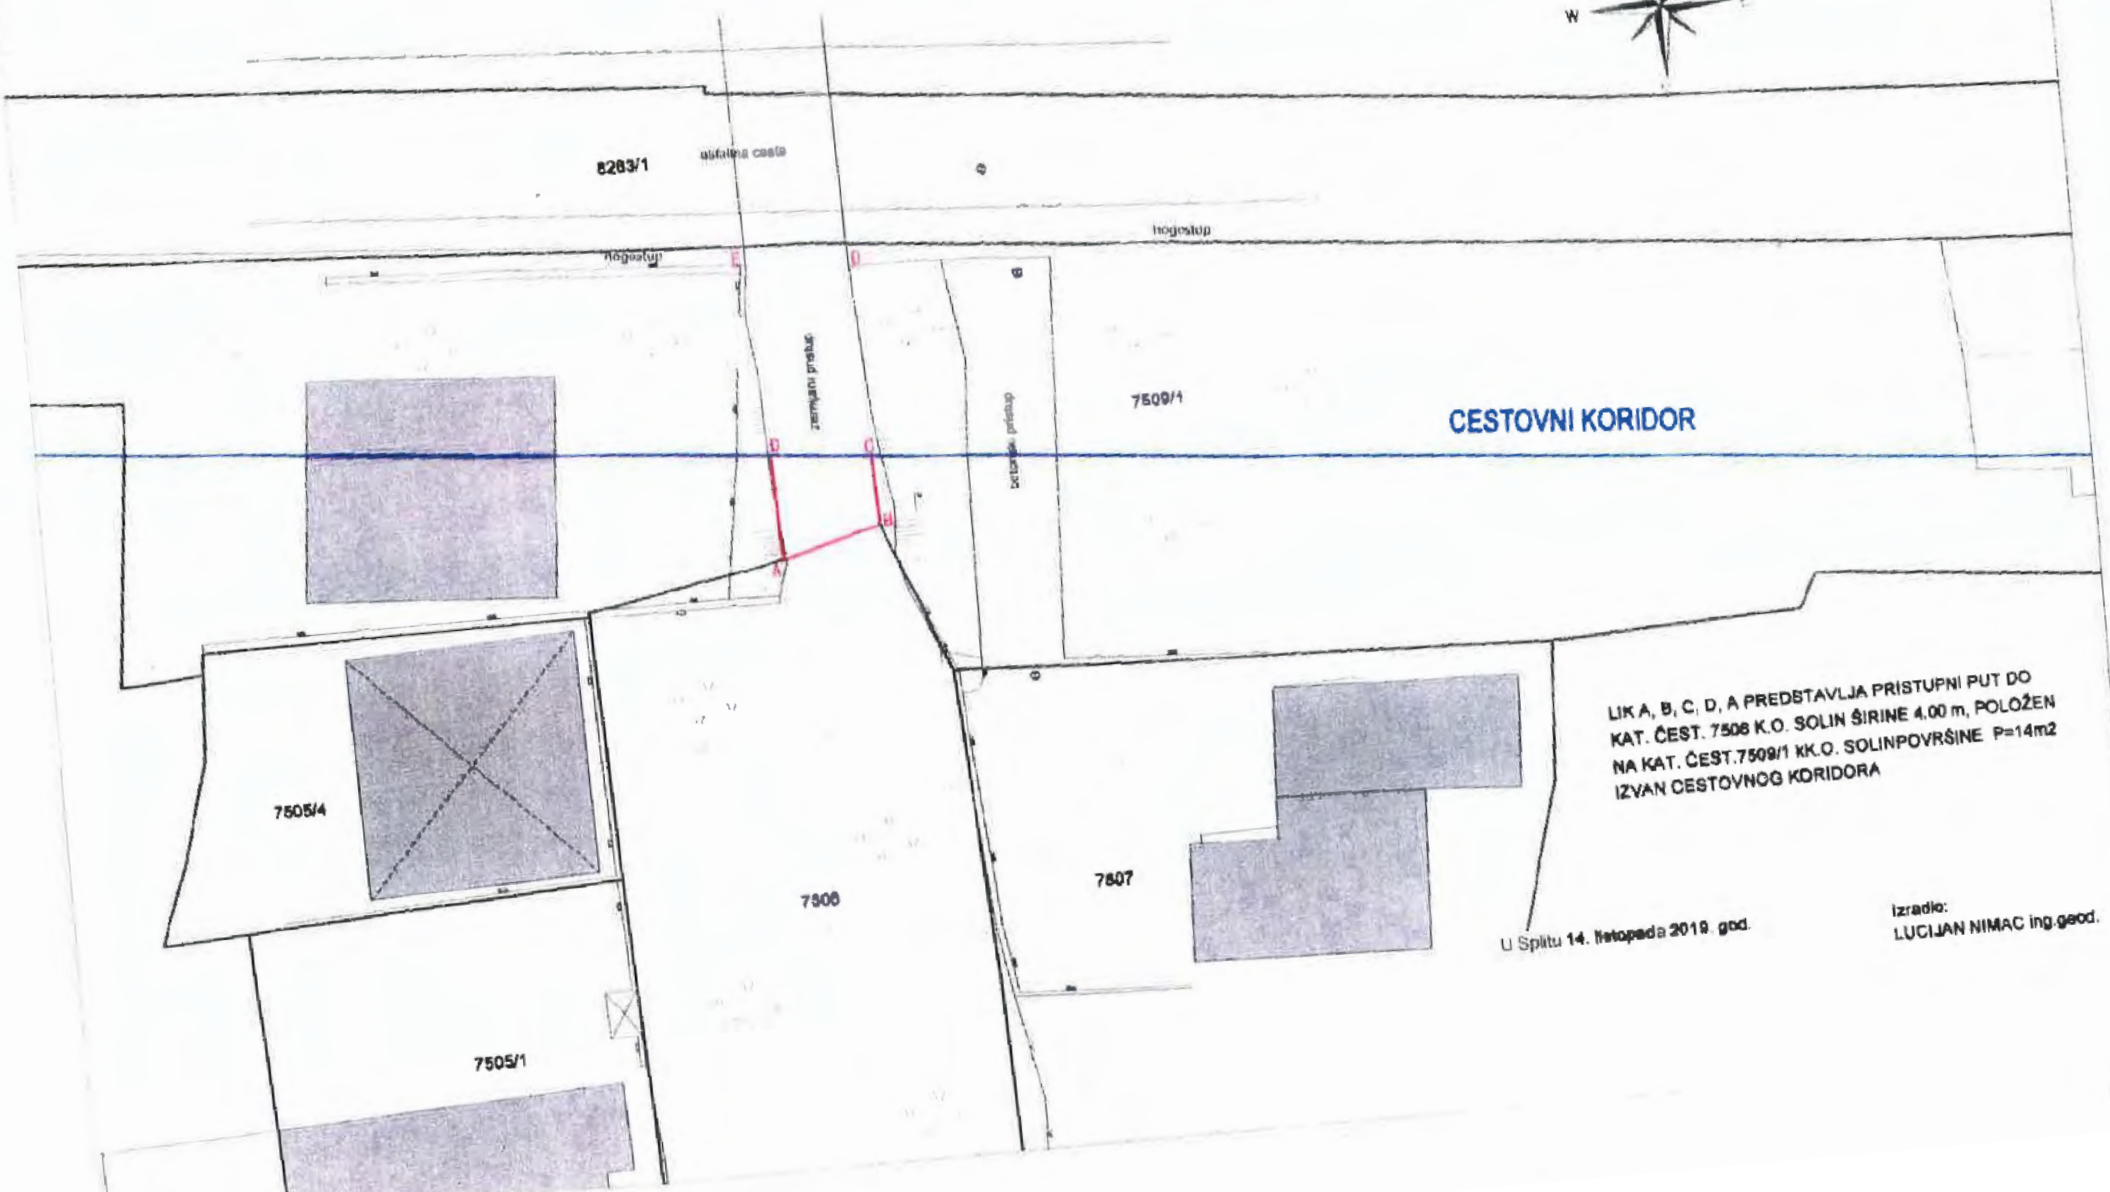 W
8283/1
asfaltna cesta
nogostup
nogostup
E
D
zemljani pristup
7509/1
betonski pristup
CESTOVNI KORIDOR
D
C
B
A
LIK A, B, C, D, A PREDSTAVLJA PRISTUPNI PUT DO
KAT. ČEST. 7506 K.O. SOLIN ŠIRINE 4.00 m, POLOŽEN
NA KAT. ČEST.7509/1 KK.O. SOLINPOVRŠINE P=14m2
IZVAN CESTOVNOG KORIDORA
7505/4
7507
7506
U Splitu 14. listopada 2019. god.
Izradio:
LUCIJAN NIMAC ing.geod.
7505/1